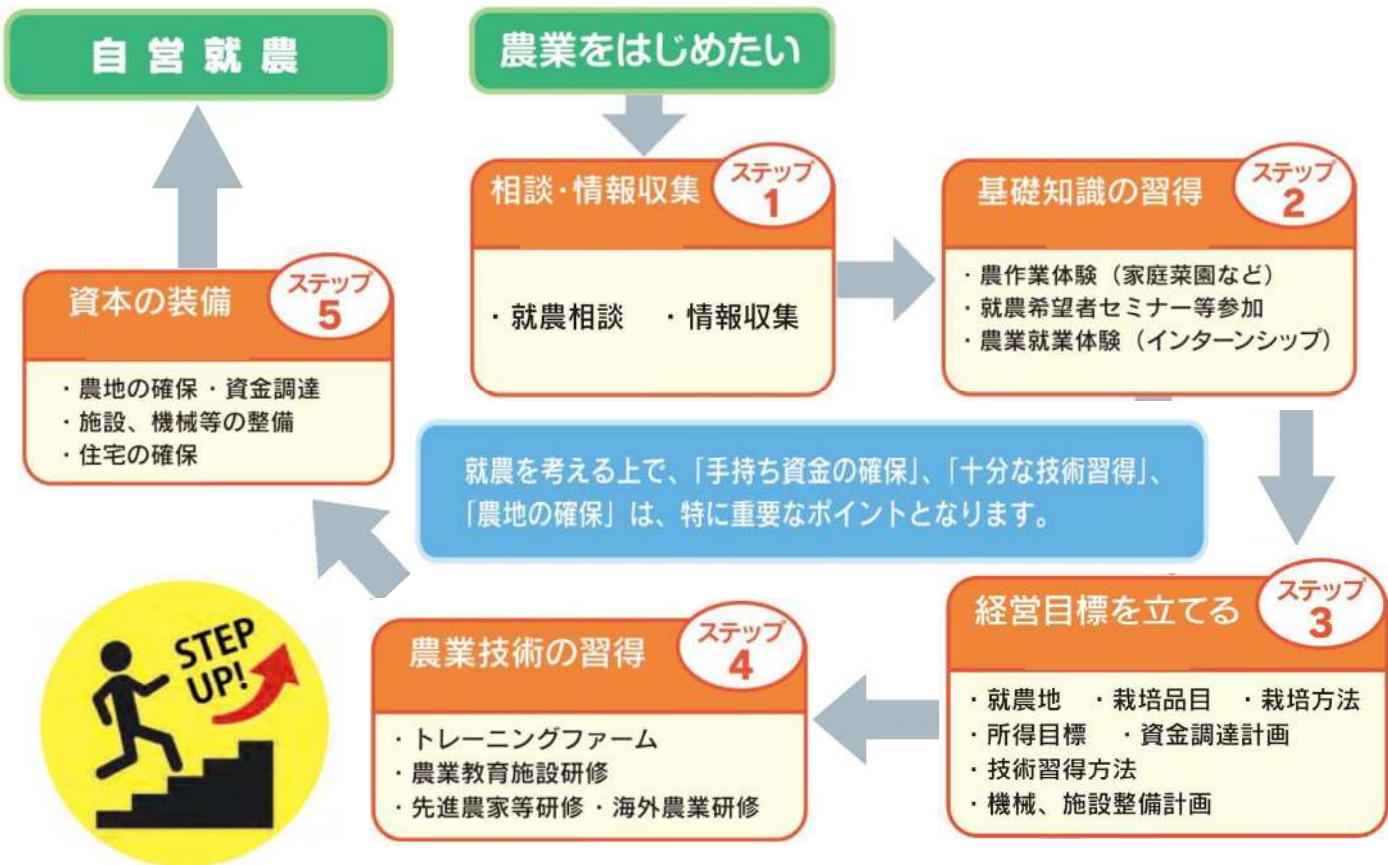 自営就農
農業をはじめたい
相談・情報収集
ステップ
1
・就農相談　・情報収集
基礎知識の習得
ステップ
2
・農作業体験（家庭菜園など）
・就農希望者セミナー等参加
・農業就業体験（インターンシップ）
経営目標を立てる
ステップ
3
・就農地　・栽培品目　・栽培方法
・所得目標　・資金調達計画
・技術習得方法
・機械、施設整備計画
農業技術の習得
ステップ
4
・トレーニングファーム
・農業教育施設研修
・先進農家等研修・海外農業研修
資本の装備
ステップ
5
・農地の確保・資金調達
・施設、機械等の整備
・住宅の確保
就農を考える上で、「手持ち資金の確保」、「十分な技術習得」、
「農地の確保」は、特に重要なポイントとなります。
STEP
UP!